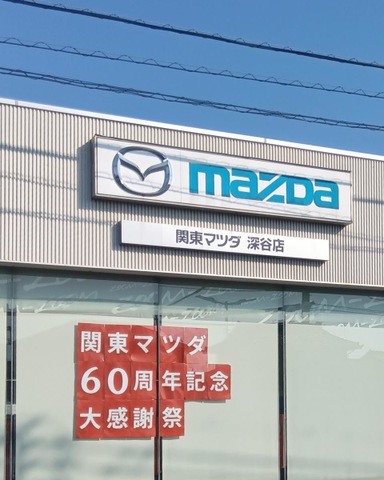 mazda
関東マツダ 深谷店
関東マツダ
60周年記念
大感謝祭